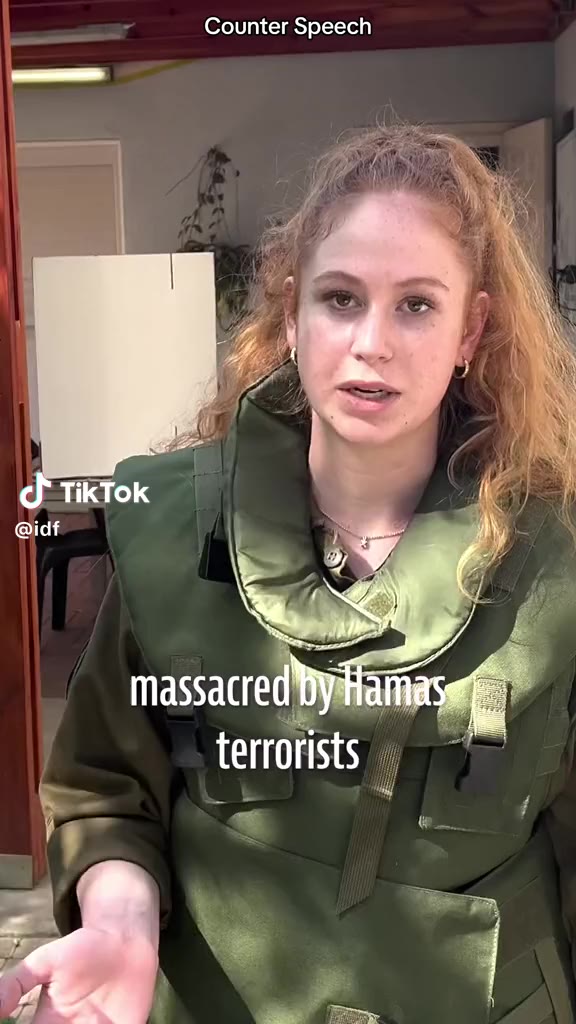 Counter Speech
TikTok
@idf
massacred by Hamas
terrorists